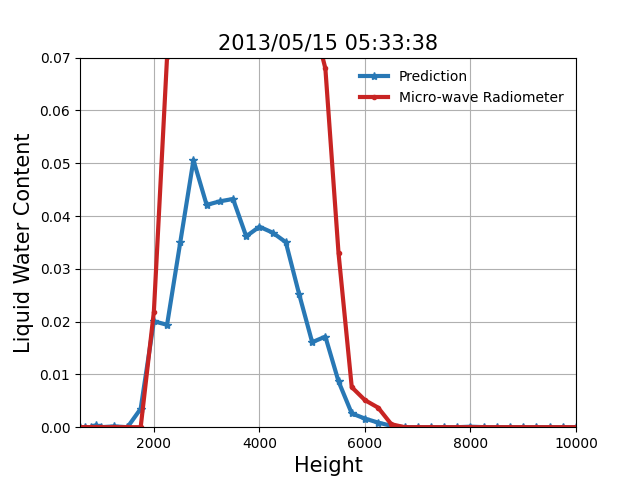 2013/05/15 05:33:38
Prediction
Micro-wave Radiometer
Liquid Water Content
0.07
0.06
0.05
0.04
0.03
0.02
0.01
0.00
2000 4000 6000 8000 10000
Height